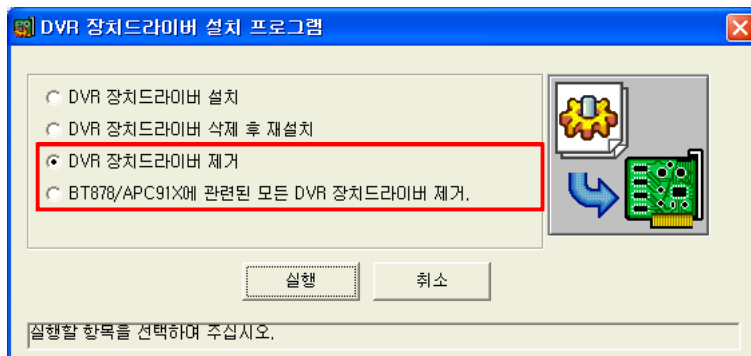 DVR 장치드라이버 설치 프로그램
DVR 장치드라이버 설치
DVR 장치드라이버 삭제 후 재설치
DVR 장치드라이버 제거
BT878/APC91X에 관련된 모든 DVR 장치드라이버 제거.
실행
취소
실행할 항목을 선택하여 주십시오.